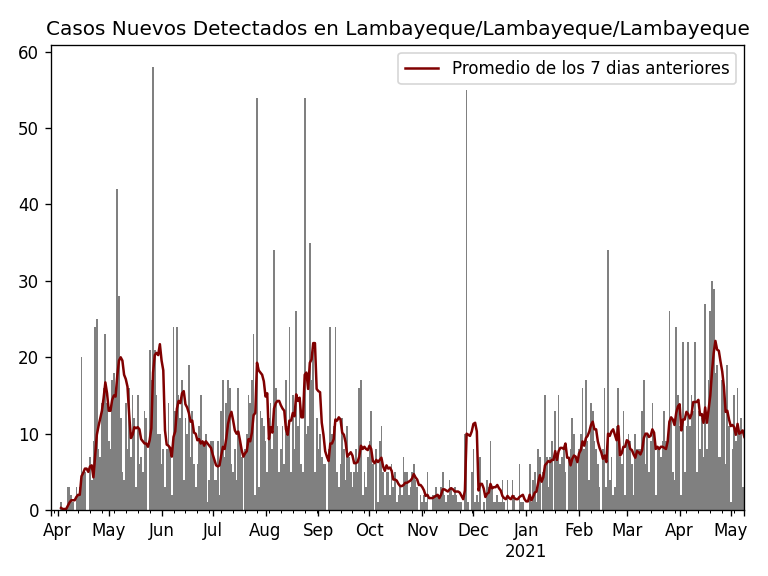 Casos Nuevos Detectados en Lambayeque/Lambayeque/Lambayeque
Promedio de los 7 dias anteriores
60
50
40
30
20
10
0
Apr May Jun Jul Aug Sep Oct Nov Dec Jan Feb Mar Apr May
2021